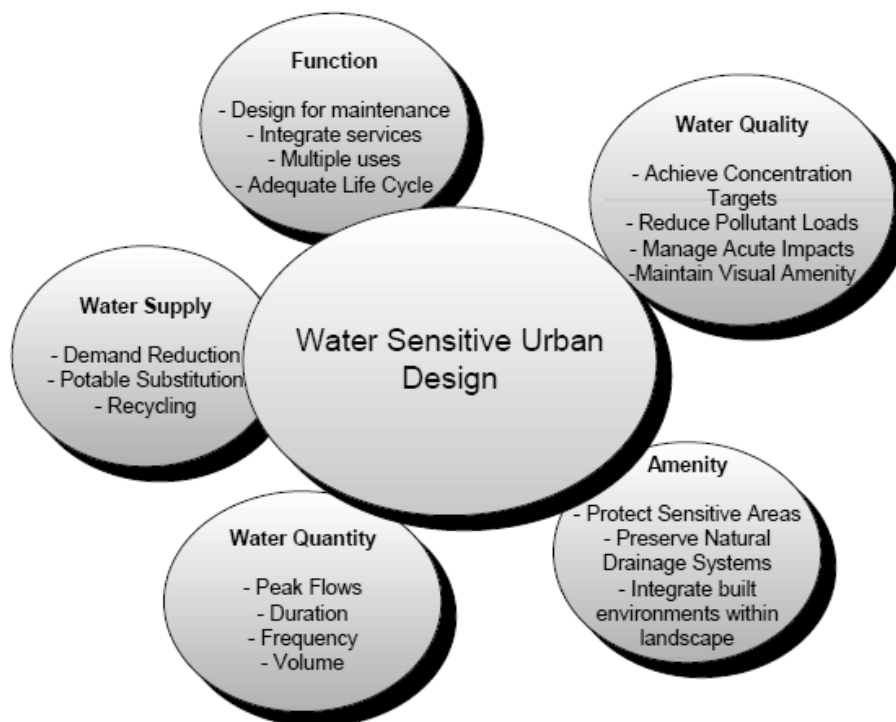 Function
- Design for maintenance
- Integrate services
- Multiple uses
- Adequate Life Cycle
Water Quality
- Achieve Concentration
Targets
- Reduce Pollutant Loads
- Manage Acute Impacts
-Maintain Visual Amenity
Water Supply
- Demand Reduction
- Potable Substitution
- Recycling
Water Sensitive Urban
Design
Amenity
- Protect Sensitive Areas
- Preserve Natural
Drainage Systems
- Integrate built
environments within
landscape
Water Quantity
- Peak Flows
- Duration
- Frequency
- Volume